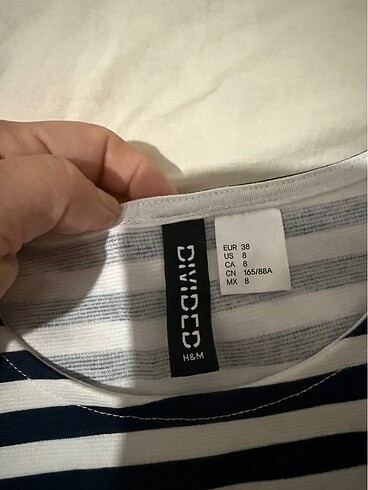 DIVIDED
H&M
EUR 38
US 8
CA 8
CN 165/88A
MX 8